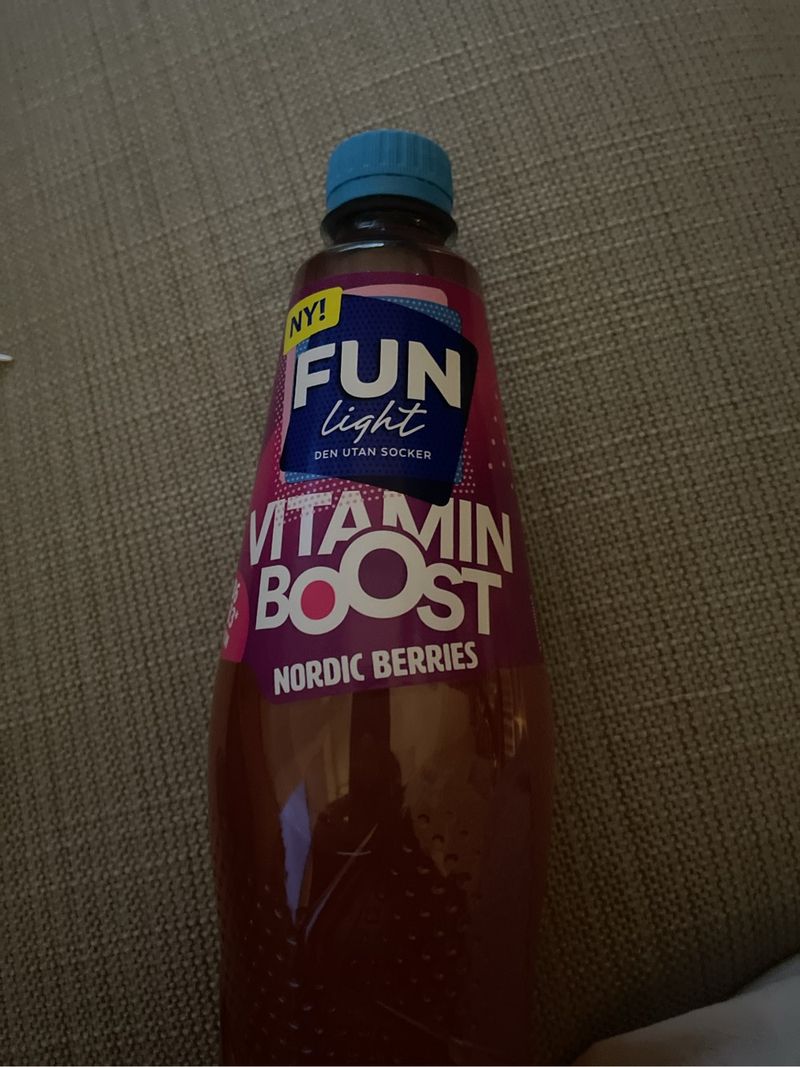 NY!
FUN
light
DEN UTAN SOCKER
VITAMIN
BOOST
NORDIC BERRIES